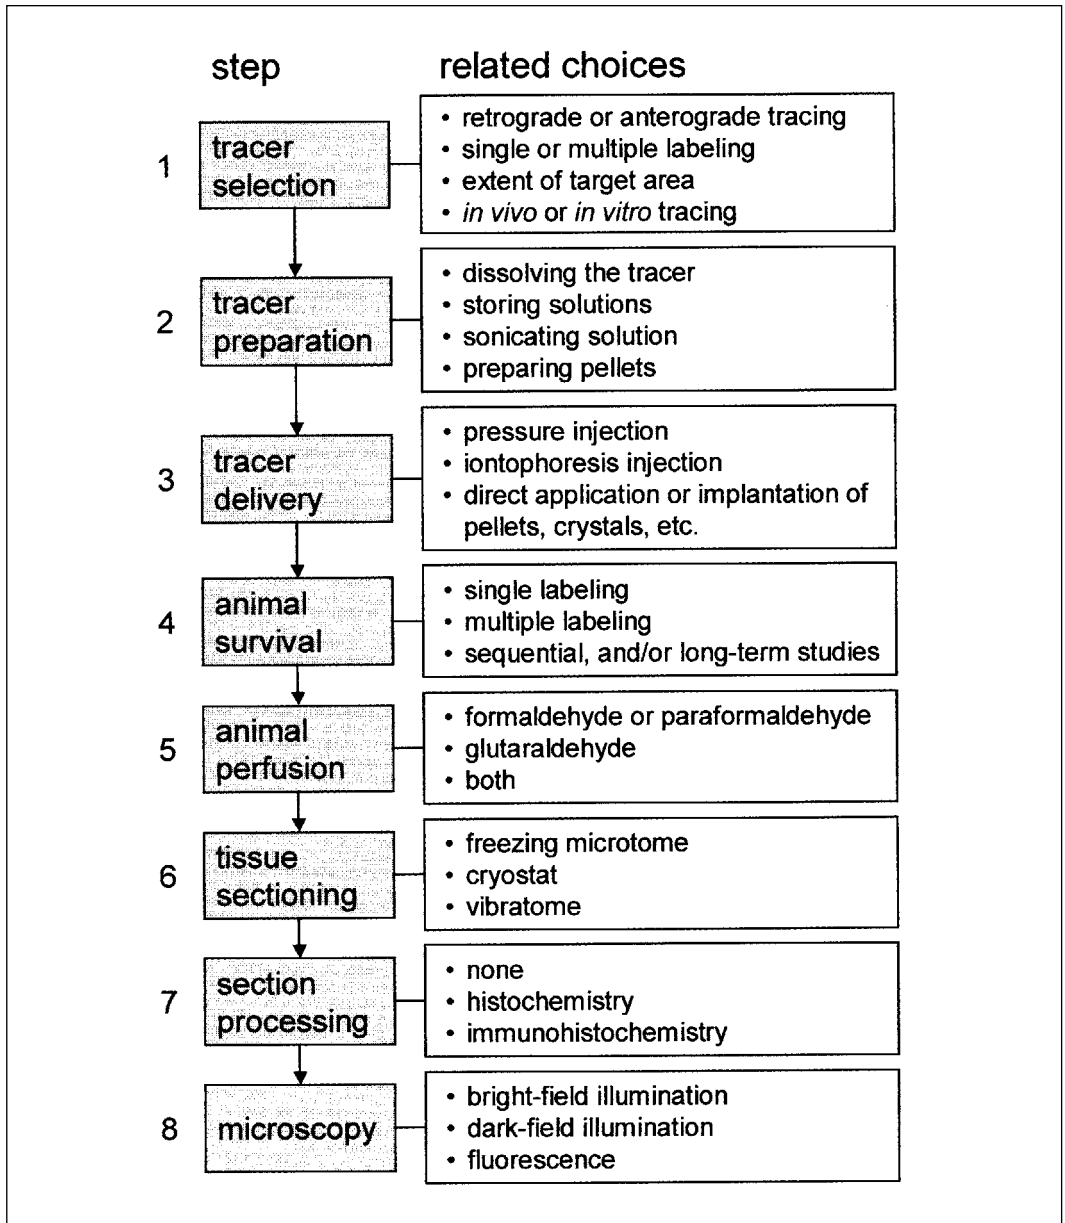 step related choices
1 tracer selection
• retrograde or anterograde tracing
• single or multiple labeling
• extent of target area
• in vivo or in vitro tracing
2 tracer preparation
• dissolving the tracer
• storing solutions
• sonicating solution
• preparing pellets
3 tracer delivery
• pressure injection
• iontophoresis injection
• direct application or implantation of
pellets, crystals, etc.
4 animal survival
• single labeling
• multiple labeling
• sequential, and/or long-term studies
5 animal perfusion
• formaldehyde or paraformaldehyde
• glutaraldehyde
• both
6 tissue sectioning
• freezing microtome
• cryostat
• vibratome
7 section processing
• none
• histochemistry
• immunohistochemistry
8 microscopy
• bright-field illumination
• dark-field illumination
• fluorescence